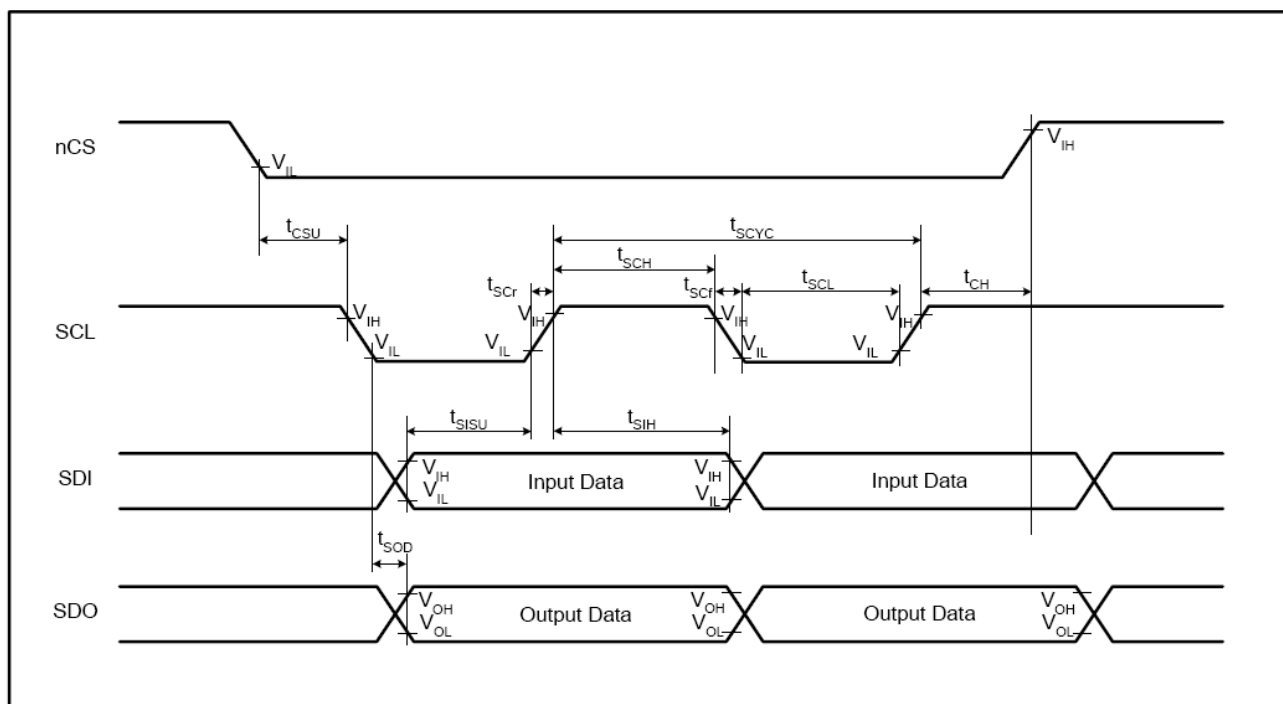 nCS
V_IL
V_IH
t_CSU
t_SCYC
t_SCH
t_SCr
t_SCf
t_SCL
t_CH
SCL
V_IH
V_IL
V_IL
V_IH
V_IH
V_IL
V_IL
V_IH
t_SISU
t_SIH
SDI
V_IH
V_IL
Input Data
V_IH
V_IL
Input Data
t_SOD
SDO
V_OH
V_OL
Output Data
V_OH
V_OL
Output Data
V_OH
V_OL